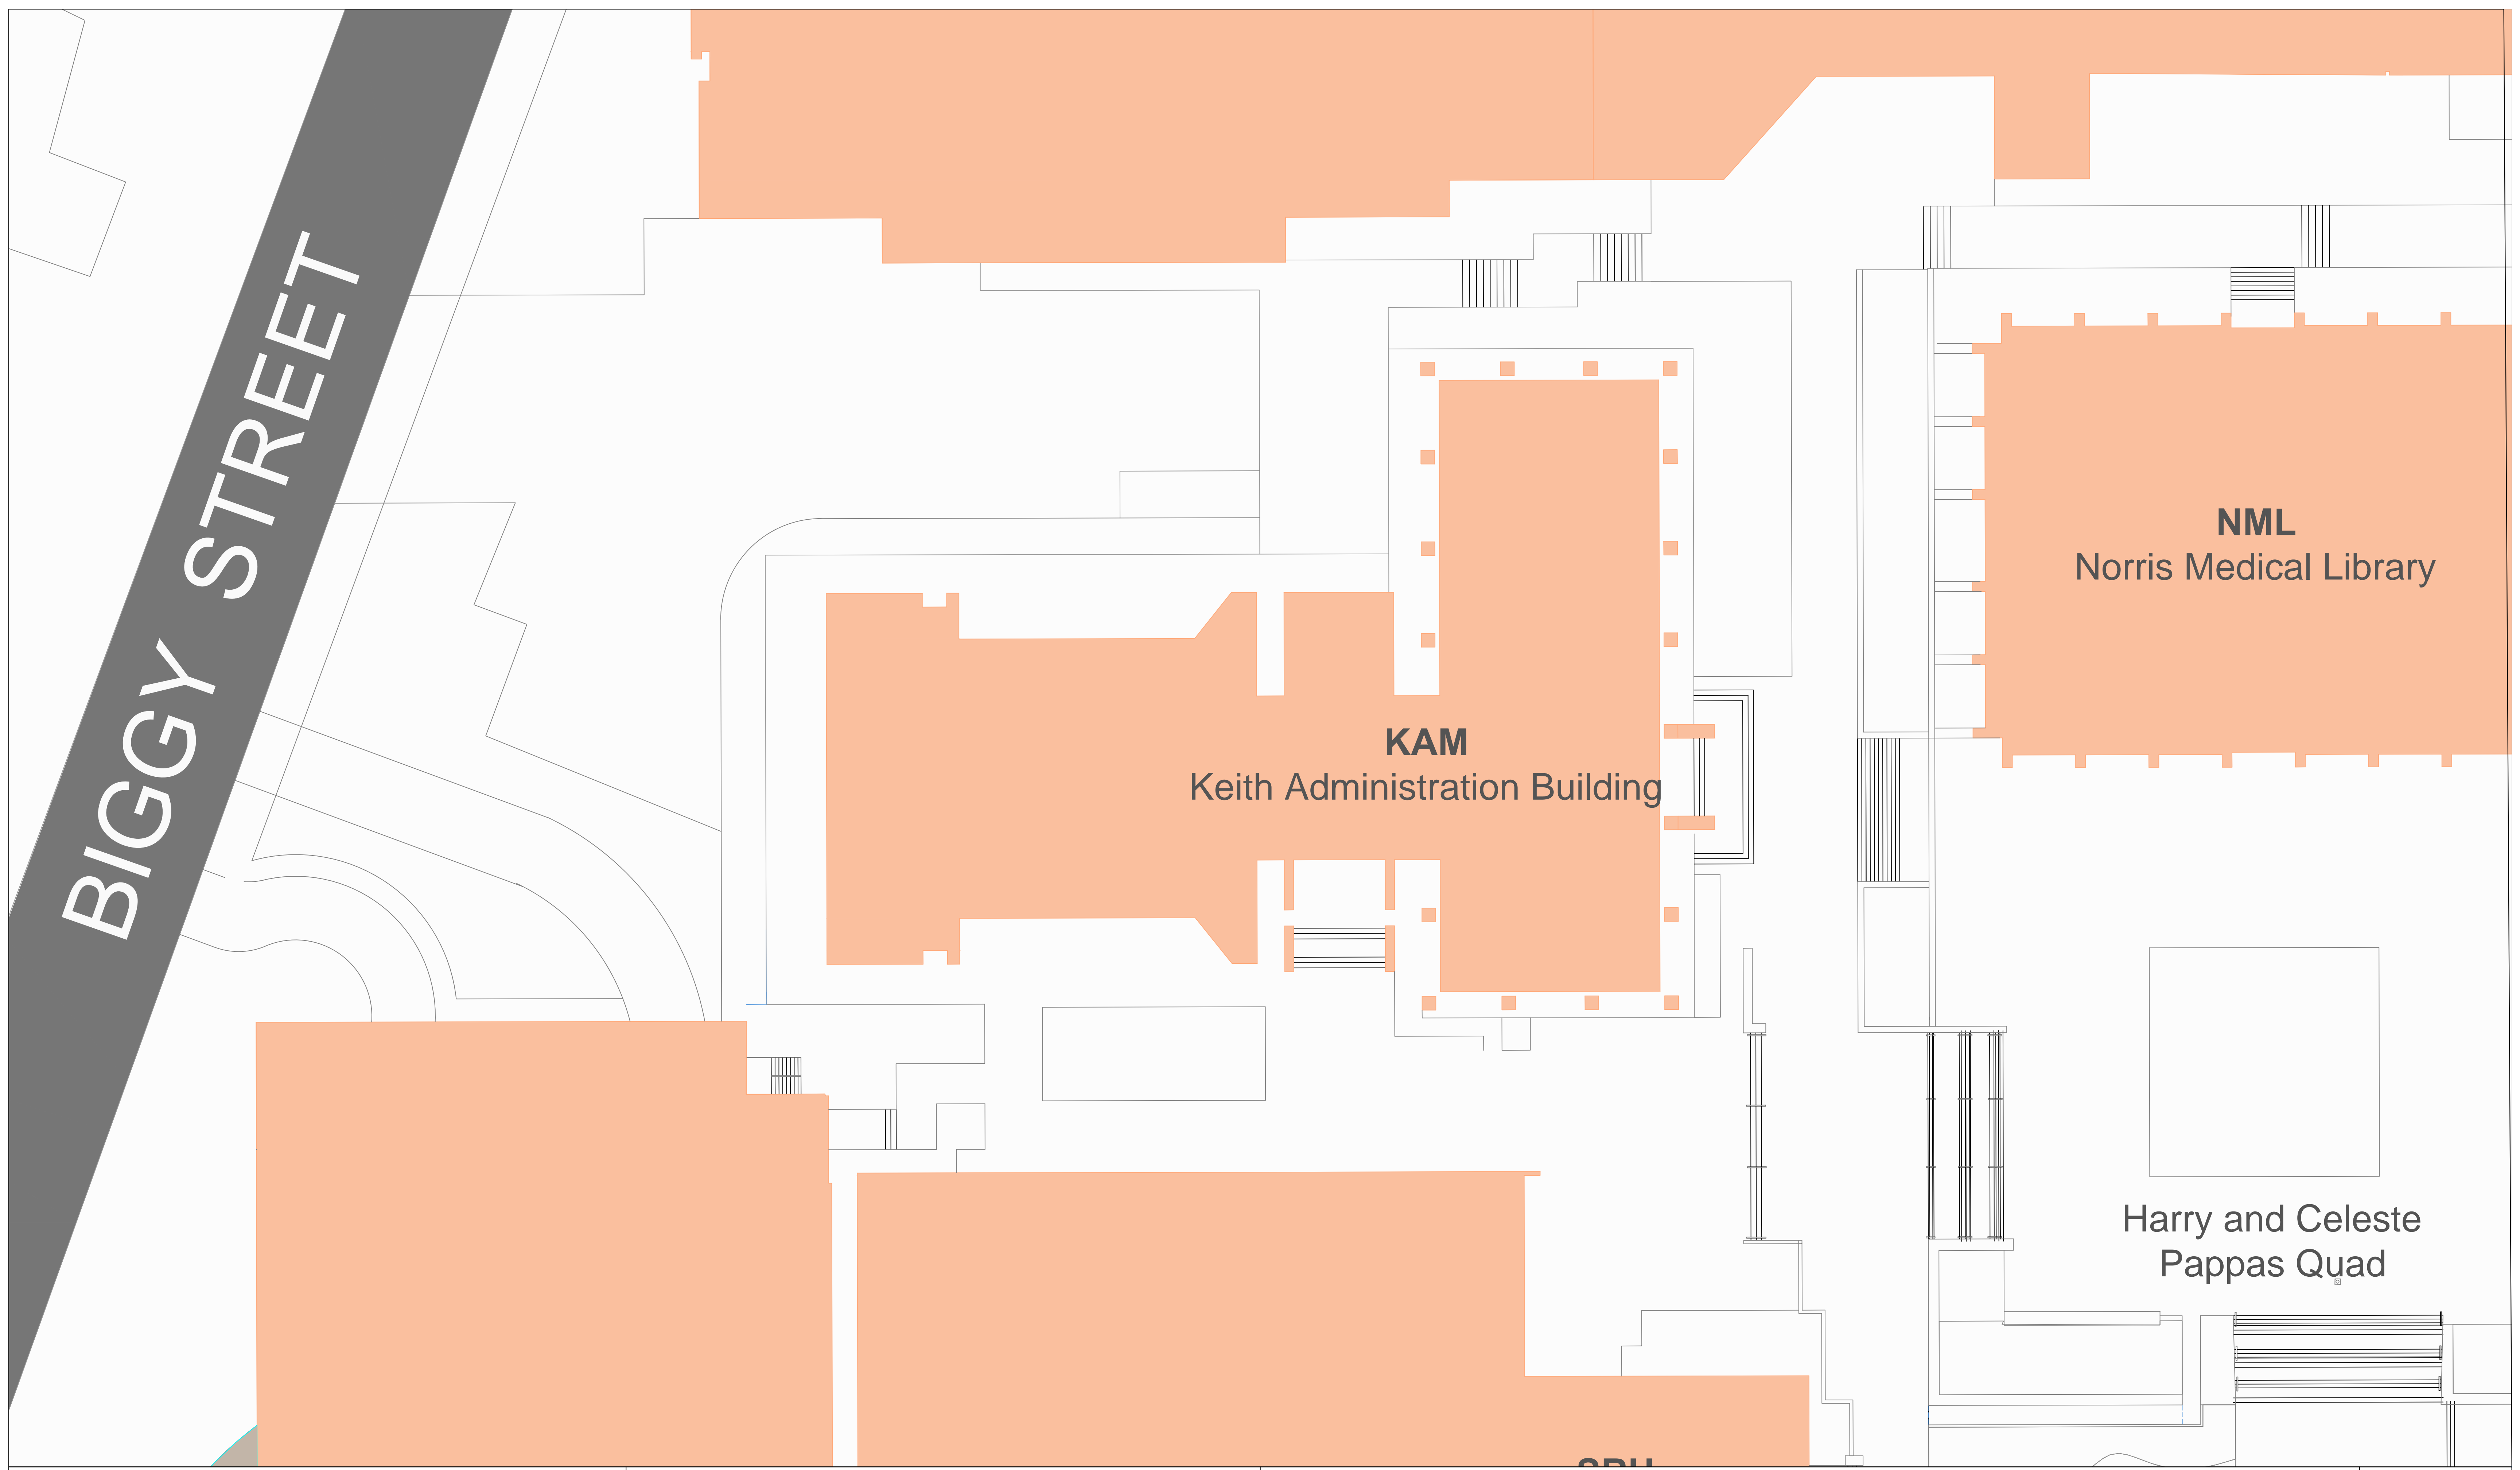 BIGGY STREET
NML
Norris Medical Library
KAM
Keith Administration Building
Harry and Celeste
Pappas Quad